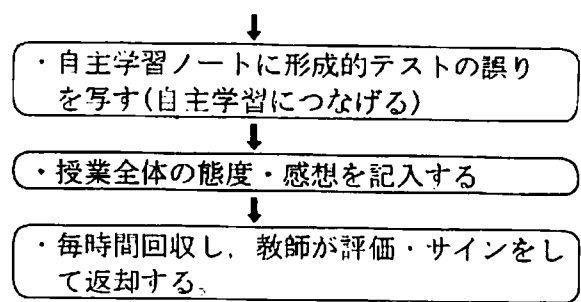 ・自主学習ノートに形成的テストの誤り
を写す(自主学習につなげる)
・授業全体の態度・感想を記入する
・毎時間回収し，教師が評価・サインをし
て返却する。